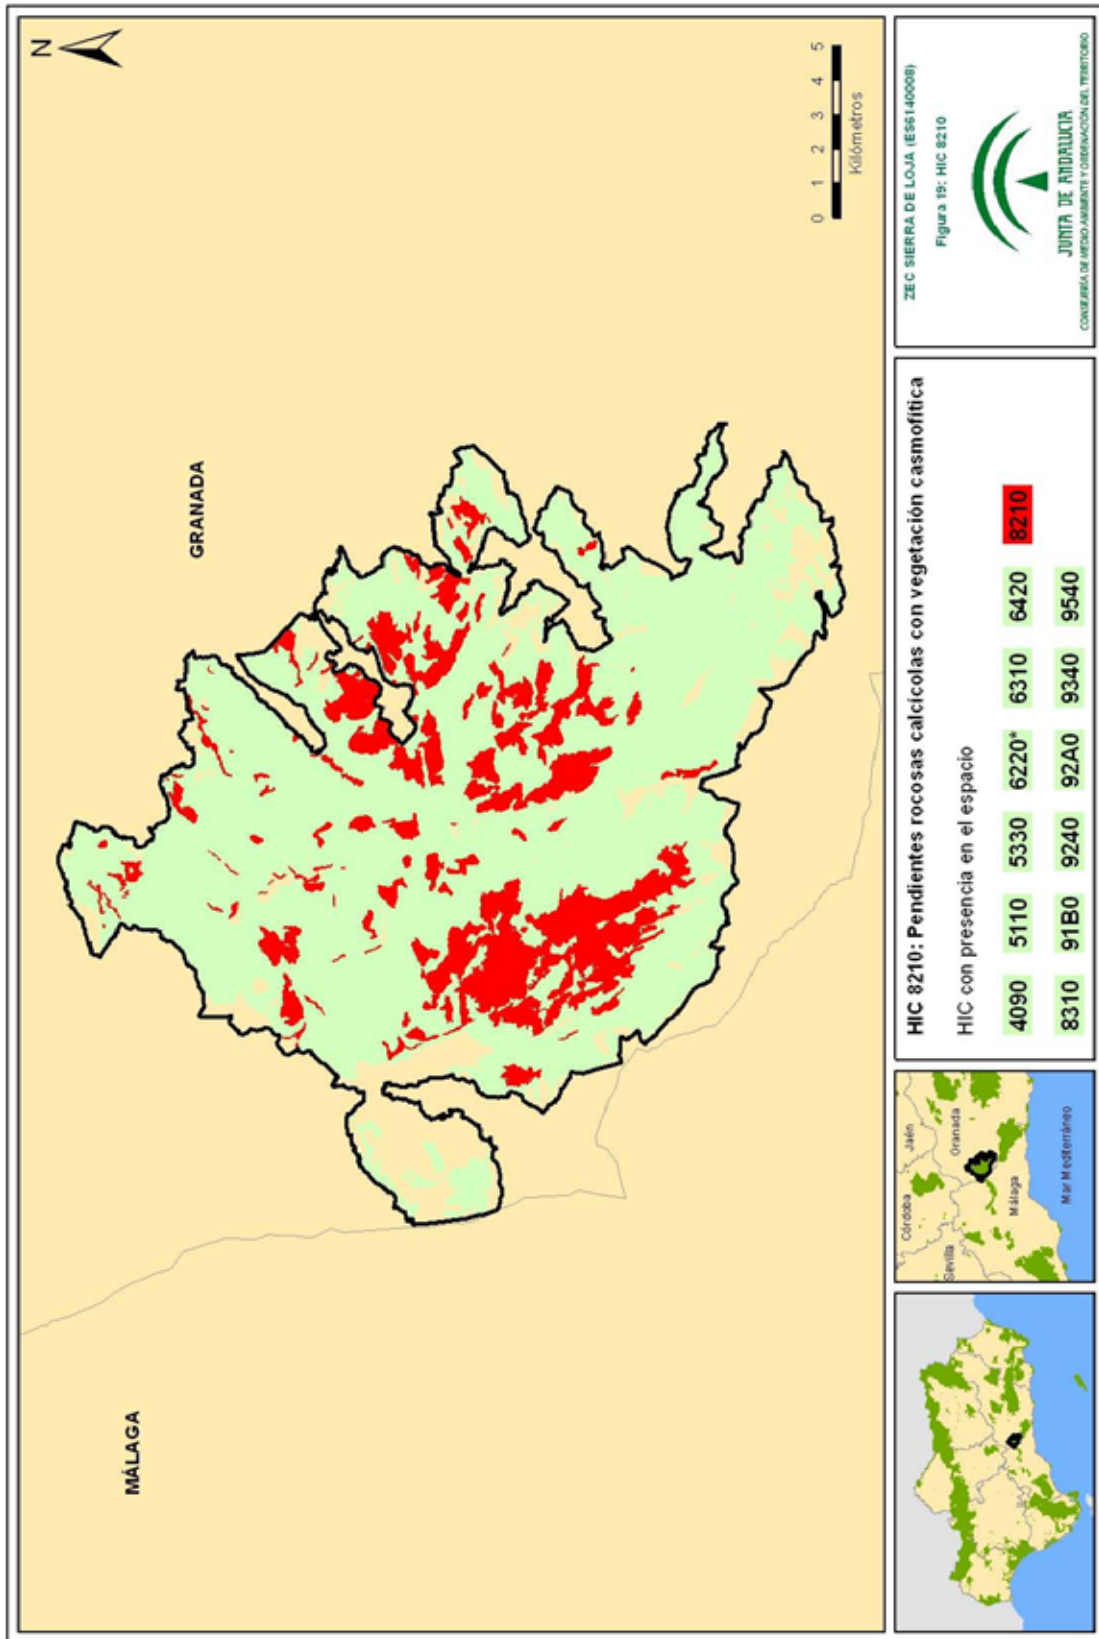 N
GRANADA
MÁLAGA
0 1 2 3 4 5
Kilómetros
Córdoba
Jaén
Sevilla
Granada
Málaga
Mar Mediterráneo
HIC 8210: Pendientes rocosas calcícolas con vegetación casmofítica
HIC con presencia en el espacio
4090 5110 5330 6220* 6310 6420 8210
8310 91B0 9240 92A0 9340 9540
ZEC SIERRA DE LOJA (ES6140008)
Figura 19: HIC 8210
JUNTA DE ANDALUCIA
CONSEJERÍA DE MEDIO AMBIENTE Y ORDENACIÓN DEL TERRITORIO